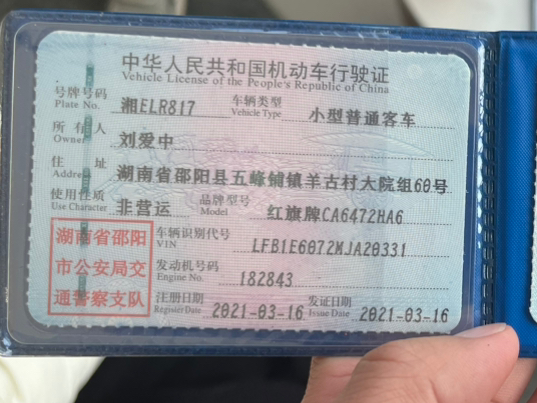 中华人民共和国机动车行驶证
Vehicle License of the People's Republic of China
号牌号码 Plate No. 湘ELR817 车辆类型 Vehicle Type 小型普通客车
所有人 Owner 刘爱中
住址 Address 湖南省邵阳县五峰铺镇羊古村大院组60号
使用性质 Use Character 非营运 品牌型号 Model 红旗牌CA6472HA6
湖南省邵阳市公安局交通警察支队
车辆识别代号 VIN LFB1E6072MJA20331
发动机号码 Engine No. 182843
注册日期 Register Date 2021-03-16 发证日期 Issue Date 2021-03-16